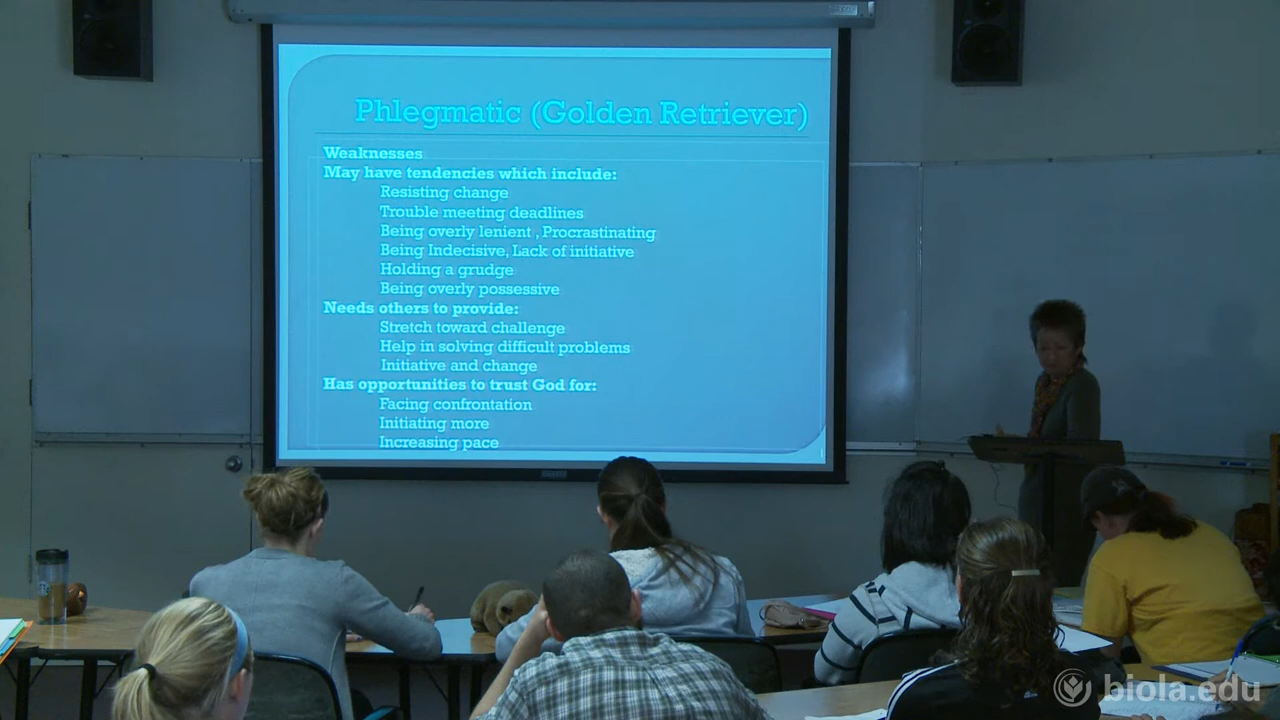 Phlegmatic (Golden Retriever)
Weaknesses
May have tendencies which include:
Resisting change
Trouble meeting deadlines
Being overly lenient , Procrastinating
Being Indecisive, Lack of initiative
Holding a grudge
Being overly possessive
Needs others to provide:
Stretch toward challenge
Help in solving difficult problems
Initiative and change
Has opportunities to trust God for:
Facing confrontation
Initiating more
Increasing pace
biola.edu